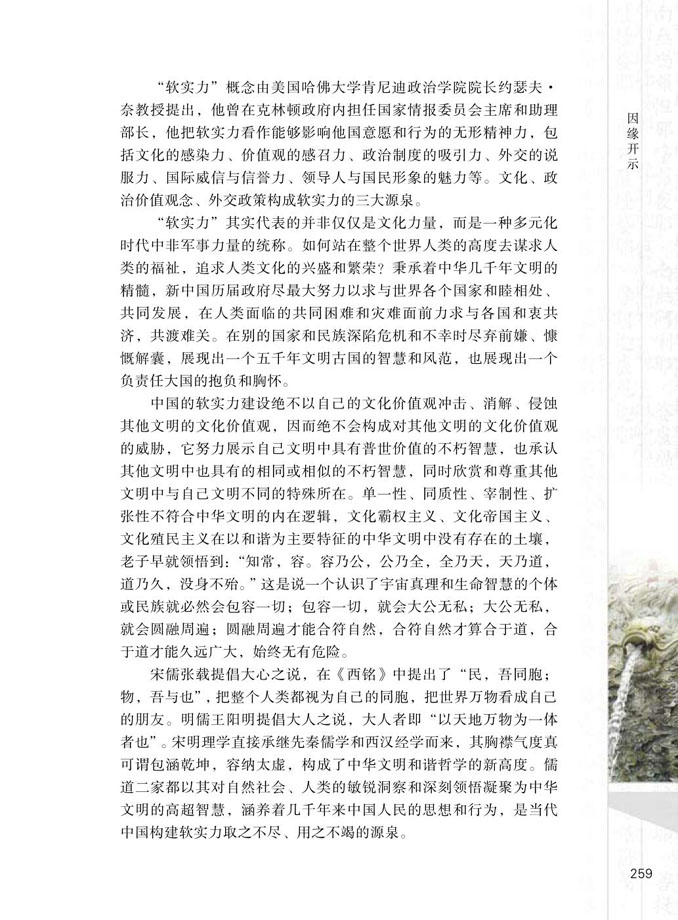 “软实力”概念由美国哈佛大学肯尼迪政治学院院长约瑟夫·
奈教授提出，他曾在克林顿政府内担任国家情报委员会主席和助理
部长，他把软实力看作能够影响他国意愿和行为的无形精神力，包
括文化的感染力、价值观的感召力、政治制度的吸引力、外交的说
服力、国际威信与信誉力、领导人与国民形象的魅力等。文化、政
治价值观念、外交政策构成软实力的三大源泉。
“软实力”其实代表的并非仅仅是文化力量，而是一种多元化
时代中非军事力量的统称。如何站在整个世界人类的高度去谋求人
类的福祉，追求人类文化的兴盛和繁荣？秉承着中华几千年文明的
精髓，新中国历届政府尽最大努力以求与世界各个国家和睦相处、
共同发展，在人类面临的共同困难和灾难面前力求与各国和衷共
济，共渡难关。在别的国家和民族深陷危机和不幸时尽弃前嫌、慷
慨解囊，展现出一个五千年文明古国的智慧和风范，也展现出一个
负责任大国的抱负和胸怀。
中国的软实力建设绝不以自己的文化价值观冲击、消解、侵蚀
其他文明的文化价值观，因而绝不会构成对其他文明的文化价值观
的威胁，它努力展示自己文明中具有普世价值的不朽智慧，也承认
其他文明中也具有的相同或相似的不朽智慧，同时欣赏和尊重其他
文明中与自己文明不同的特殊所在。单一性、同质性、宰制性、扩
张性不符合中华文明的内在逻辑，文化霸权主义、文化帝国主义、
文化殖民主义在以和谐为主要特征的中华文明中没有存在的土壤，
老子早就领悟到：“知常，容。容乃公，公乃全，全乃天，天乃道，
道乃久，没身不殆。”这是说一个认识了宇宙真理和生命智慧的个体
或民族就必然会包容一切；包容一切，就会大公无私；大公无私，
就会圆融周遍；圆融周遍才能合符自然，合符自然才算合于道，合
于道才能久远广大，始终无有危险。
宋儒张载提倡大心之说，在《西铭》中提出了“民，吾同胞；
物，吾与也”，把整个人类都视为自己的同胞，把世界万物看成自己
的朋友。明儒王阳明提倡大人之说，大人者即“以天地万物为一体
者也”。宋明理学直接承继先秦儒学和西汉经学而来，其胸襟气度真
可谓包涵乾坤，容纳太虚，构成了中华文明和谐哲学的新高度。儒
道二家都以其对自然社会、人类的敏锐洞察和深刻领悟凝聚为中华
文明的高超智慧，涵养着几千年来中国人民的思想和行为，是当代
中国构建软实力取之不尽、用之不竭的源泉。
因缘开示
259